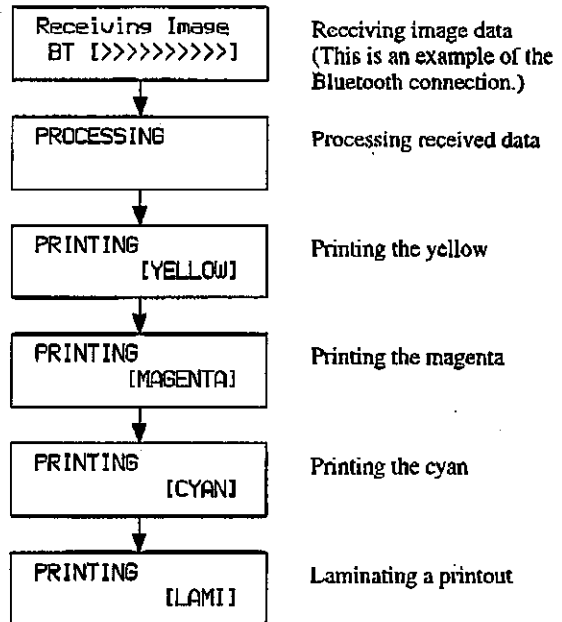 Receiving Image
BT [>>>>>>>>>>]
Receiving image data
(This is an example of the
Bluetooth connection.)
PROCESSING
Processing received data
PRINTING
[YELLOW]
Printing the yellow
PRINTING
[MAGENTA]
Printing the magenta
PRINTING
[CYAN]
Printing the cyan
PRINTING
[LAMI]
Laminating a printout